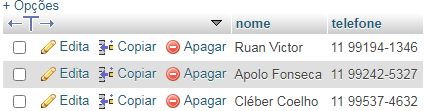 + Opções
←T→ nome telefone
Edita Copiar Apagar Ruan Victor 11 99194-1346
Edita Copiar Apagar Apolo Fonseca 11 99242-5327
Edita Copiar Apagar Cléber Coelho 11 99537-4632